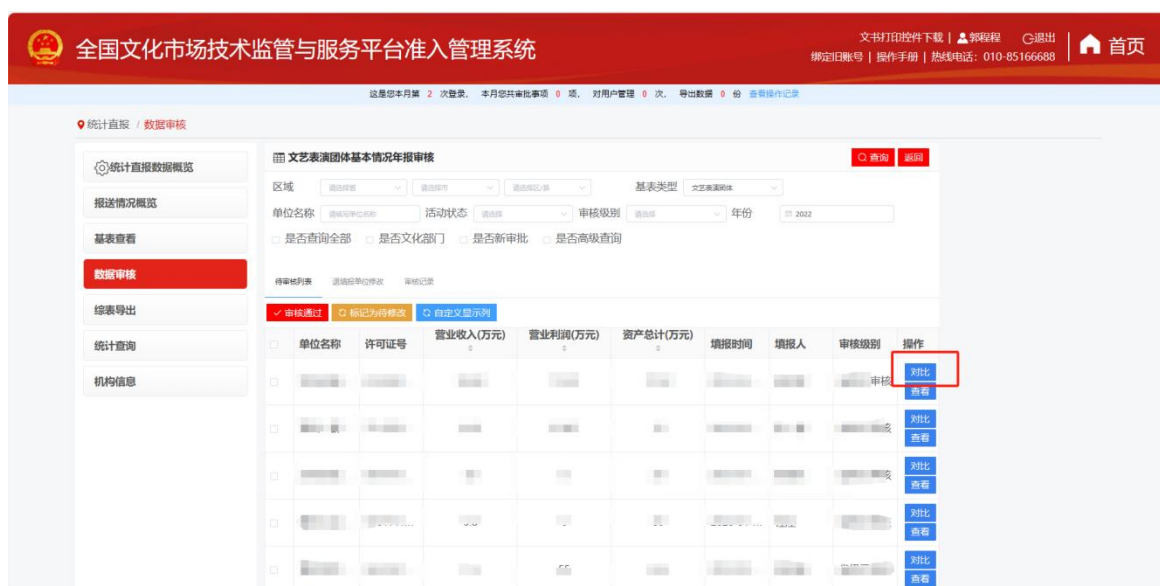 全国文化市场技术监管与服务平台准入管理系统
文书打印控件下载 | 郭程程 退出
绑定旧账号 | 操作手册 | 热线电话：010-85166688
首页
这是您本月第 2 次登录， 本月您共审批事项 0 项， 对用户管理 0 次， 导出数据 0 份 查看操作记录
统计直报 / 数据审核
统计直报数据概览
报送情况概览
基表查看
数据审核
综表导出
统计查询
机构信息
文艺表演团体基本情况年报审核 查询 返回
区域 请选择省 请选择市 请选择区/县 基表类型 文艺表演团体
单位名称 请填写单位名称 活动状态 请选择 审核级别 请选择 年份 2022
是否查询全部 是否文化部门 是否新审批 是否高级查询
待审核列表 退填报单位修改 审核记录
审核通过 标记为待修改 自定义显示列
单位名称 许可证号 营业收入(万元) 营业利润(万元) 资产总计(万元) 填报时间 填报人 审核级别 操作
审核 对比
查看
对比
查看
对比
查看
对比
查看
对比
查看